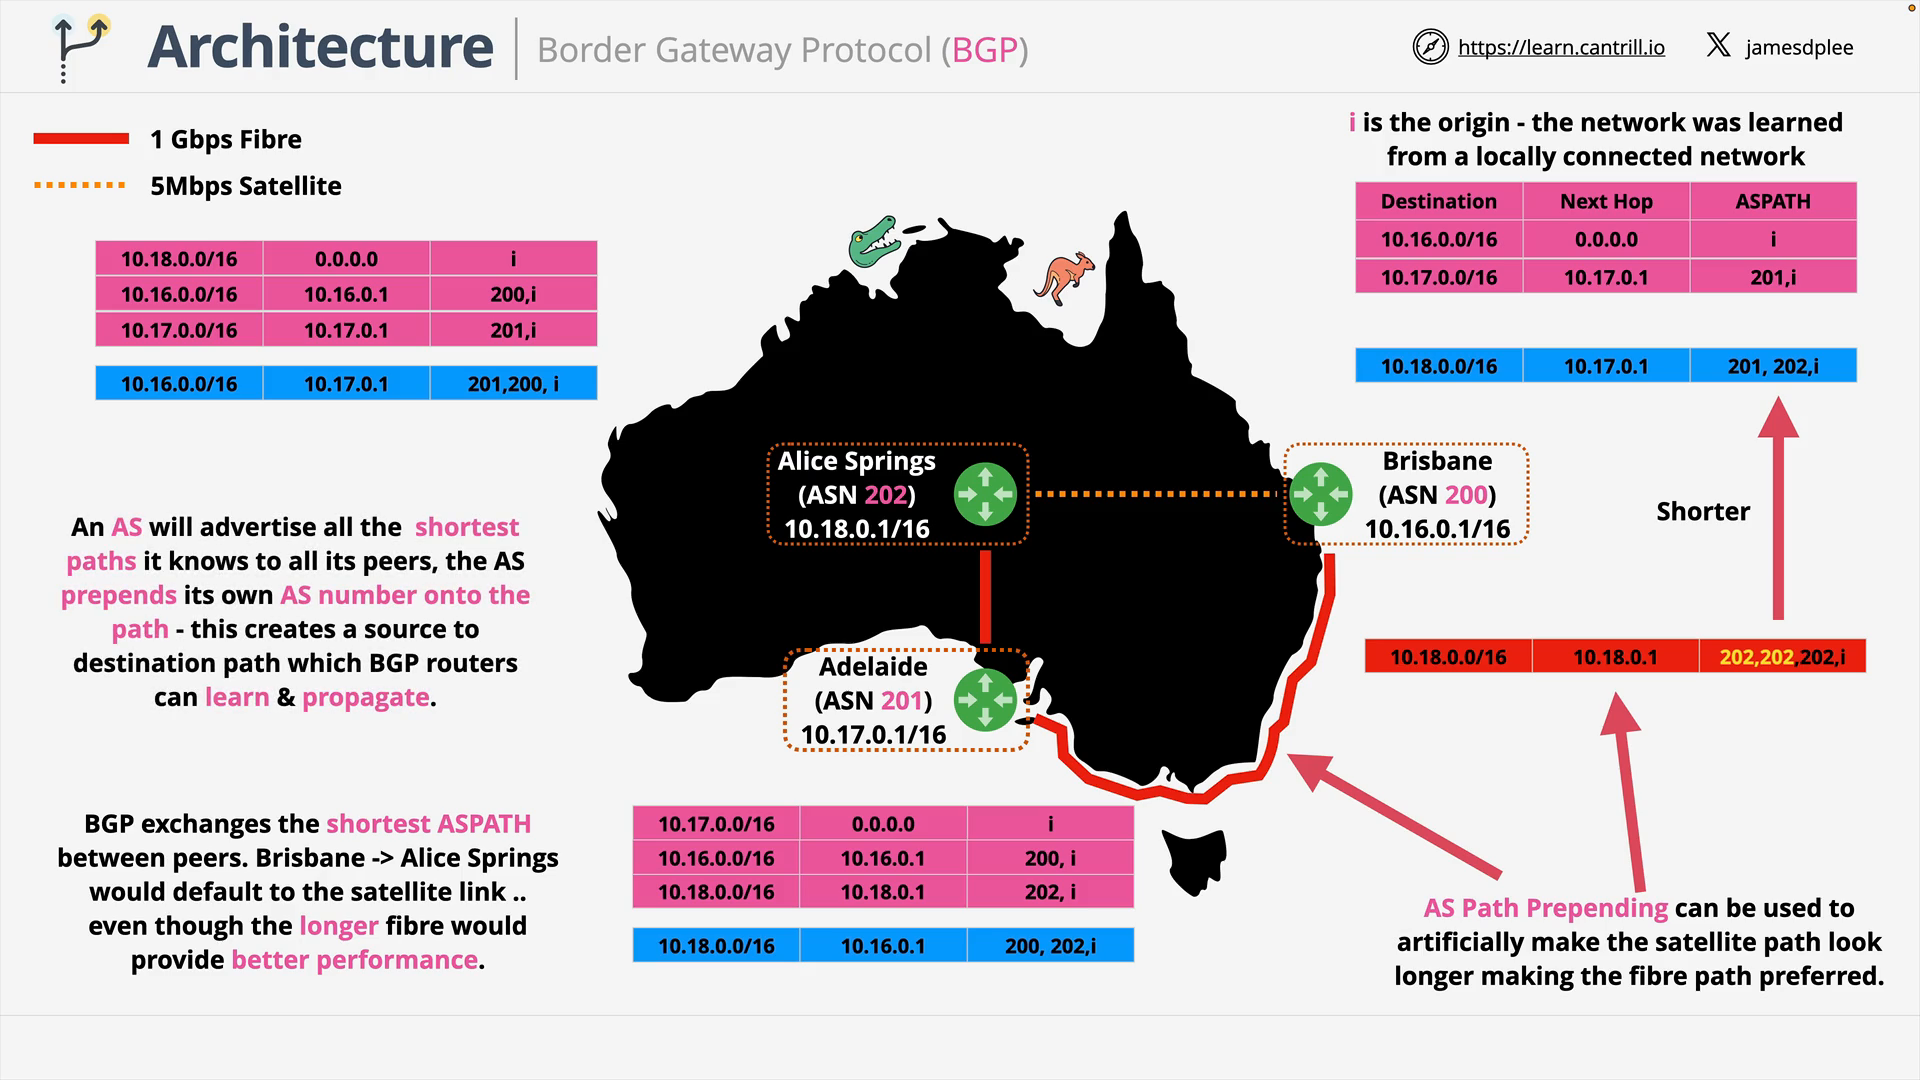 Architecture
Border Gateway Protocol (BGP)
https://learn.cantrill.io
jamesdplee
1 Gbps Fibre
5Mbps Satellite
10.18.0.0/16 0.0.0.0 i
10.16.0.0/16 10.16.0.1 200,i
10.17.0.0/16 10.17.0.1 201,i
10.16.0.0/16 10.17.0.1 201,200, i
i is the origin - the network was learned
from a locally connected network
Destination Next Hop ASPATH
10.16.0.0/16 0.0.0.0 i
10.17.0.0/16 10.17.0.1 201,i
10.18.0.0/16 10.17.0.1 201, 202,i
Alice Springs
(ASN 202)
10.18.0.1/16
Brisbane
(ASN 200)
10.16.0.1/16
Shorter
An AS will advertise all the shortest
paths it knows to all its peers, the AS
prepends its own AS number onto the
path - this creates a source to
destination path which BGP routers
can learn & propagate.
Adelaide
(ASN 201)
10.17.0.1/16
10.18.0.0/16 10.18.0.1 202,202,202,i
BGP exchanges the shortest ASPATH
between peers. Brisbane -> Alice Springs
would default to the satellite link ..
even though the longer fibre would
provide better performance.
10.17.0.0/16 0.0.0.0 i
10.16.0.0/16 10.16.0.1 200, i
10.18.0.0/16 10.18.0.1 202, i
10.18.0.0/16 10.16.0.1 200, 202,i
AS Path Prepending can be used to
artificially make the satellite path look
longer making the fibre path preferred.